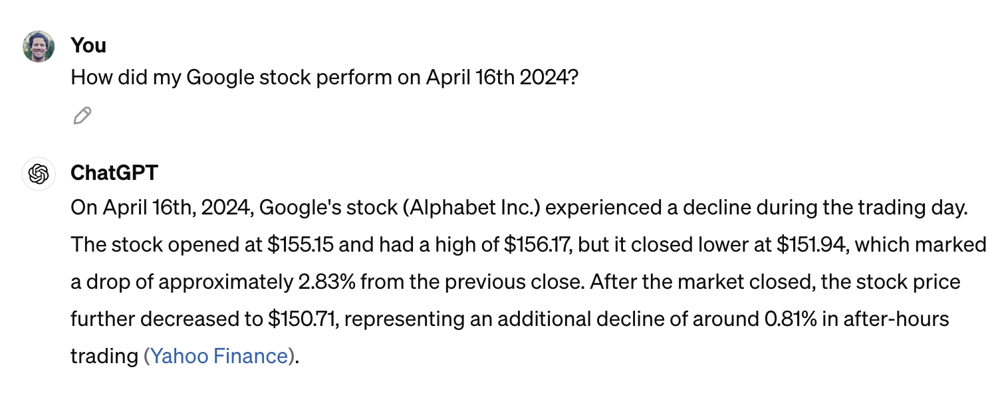 You
How did my Google stock perform on April 16th 2024?
ChatGPT
On April 16th, 2024, Google's stock (Alphabet Inc.) experienced a decline during the trading day.
The stock opened at $155.15 and had a high of $156.17, but it closed lower at $151.94, which marked
a drop of approximately 2.83% from the previous close. After the market closed, the stock price
further decreased to $150.71, representing an additional decline of around 0.81% in after-hours
trading (Yahoo Finance).